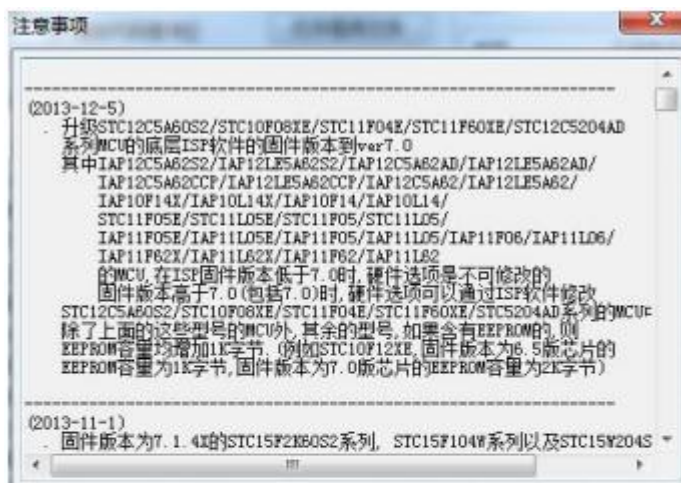 注意事项
(2013-12-5)
. 升级STC12C5A60S2/STC10F08XE/STC11F04E/STC11F60XE/STC12C5204AD
系列MCU的底层ISP软件的固件版本到ver7.0
其中IAP12C5A62S2/IAP12LE5A62S2/IAP12C5A62AD/IAP12LE5A62AD/
IAP12C5A62CCP/IAP12LE5A62CCP/IAP12C5A62/IAP12LE5A62/
IAP10F14X/IAP10L14X/IAP10F14/IAP10L14/
STC11F05E/STC11L05E/STC11F05/STC11L05/
IAP11F05E/IAP11L05E/IAP11F05/IAP11L05/IAP11F06/IAP11L06/
IAP11F62X/IAP11L62X/IAP11F62/IAP11L62
的MCU,在ISP固件版本低于7.0时,硬件选项是不可修改的
固件版本高于7.0(包括7.0)时,硬件选项可以通过ISP软件修改
STC12C5A60S2/STC10F08XE/STC11F04E/STC11F60XE/STC5204AD系列的MCU
除了上面的这些型号的MCU外,其余的型号,如果含有EEPROM的,则
EEPROM容量均增加1K字节.(例如STC10F12XE,固件版本为6.5版芯片的
EEPROM容量为1K字节,固件版本为7.0版芯片的EEPROM容量为2K字节)
(2013-11-1)
. 固件版本为7.1.4X的STC15F2K60S2系列, STC15F104W系列以及STC15W204S